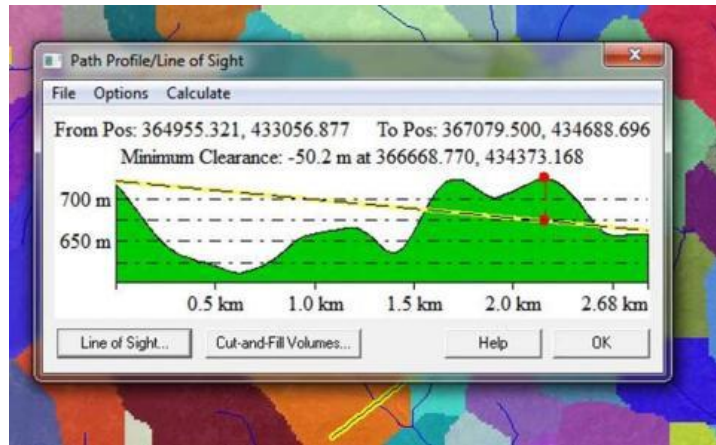 Path Profile/Line of Sight
File Options Calculate
From Pos: 364955.321, 433056.877 To Pos: 367079.500, 434688.696
Minimum Clearance: -50.2 m at 366668.770, 434373.168
700 m
650 m
0.5 km 1.0 km 1.5 km 2.0 km 2.68 km
Line of Sight... Cut-and-Fill Volumes... Help OK